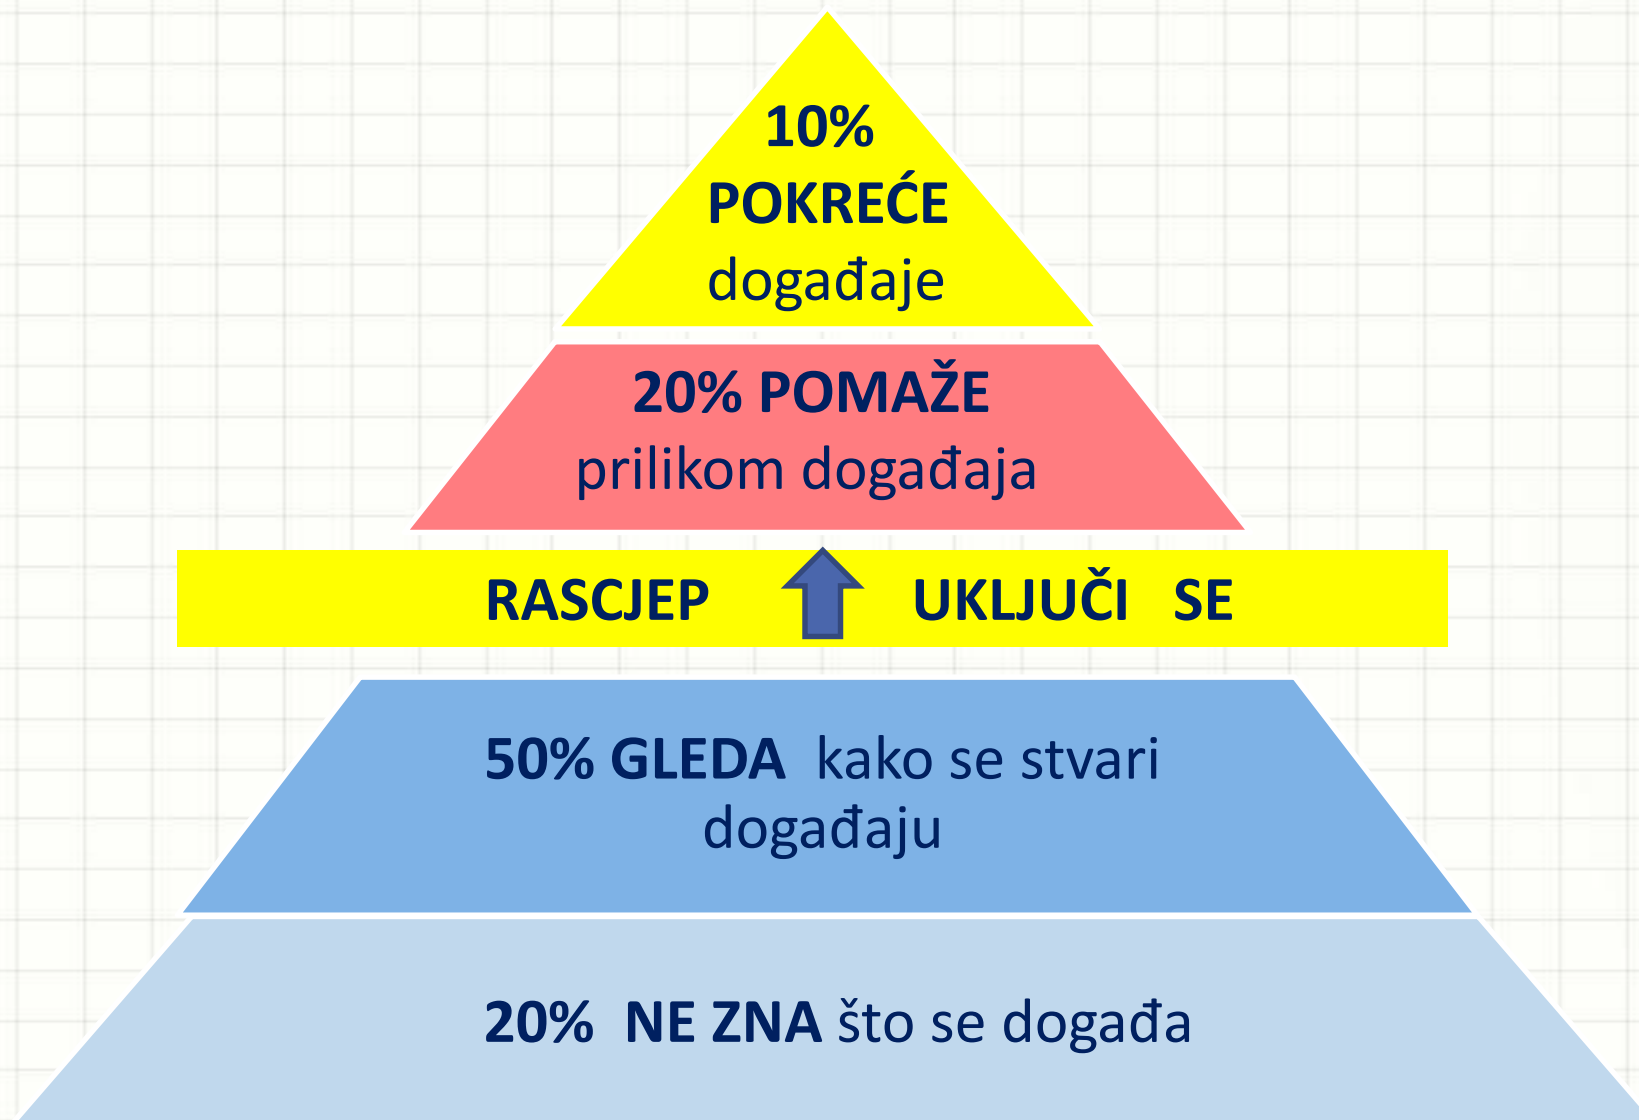 10%
POKREĆE
događaje
20% POMAŽE
prilikom događaja
RASCJEP UKLJUČI SE
50% GLEDA kako se stvari
događaju
20% NE ZNA što se događa